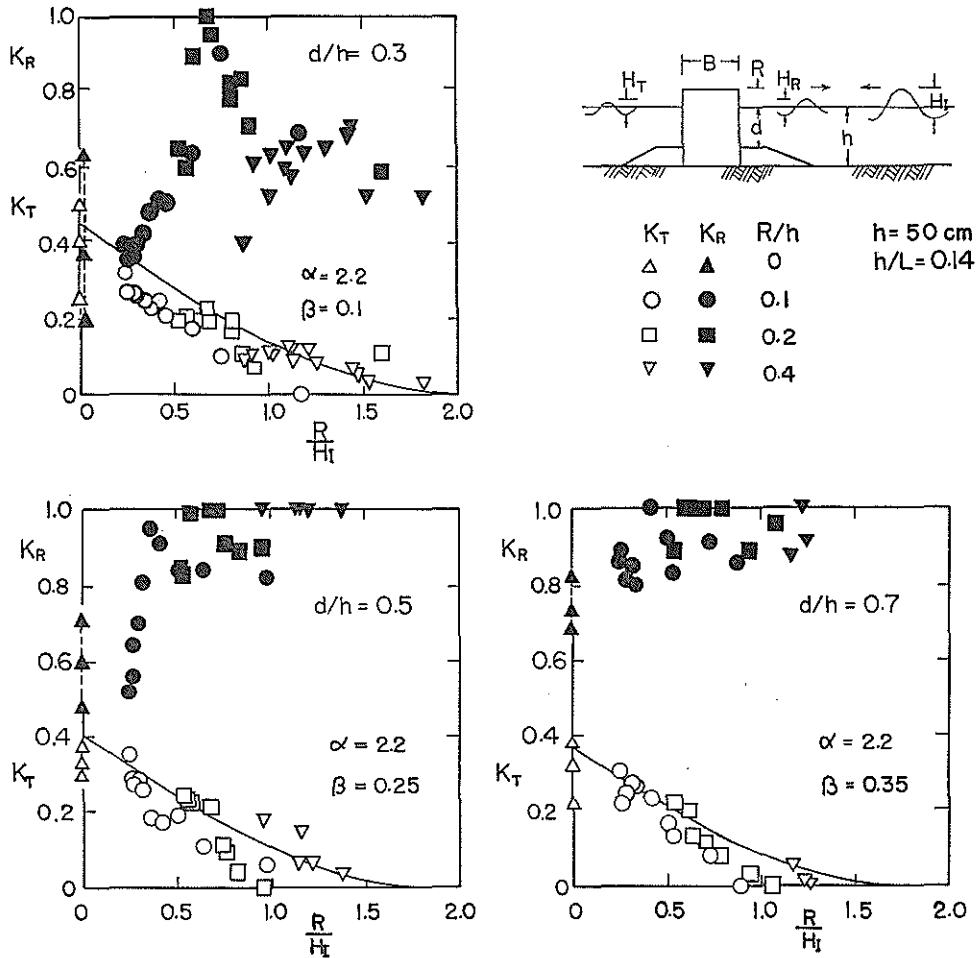 1.0
K_R
0.8
0.6
K_T
0.4
0.2
0
d/h= 0.3
α = 2.2
β = 0.1
0 0.5 1.0 1.5 2.0
R/H_I
H_T B R H_R H_I
d h
K_T K_R R/h h = 50 cm
△ ▲ 0 h/L = 0.14
○ ● 0.1
□ ■ 0.2
▽ ▼ 0.4
1.0
K_R
0.8
0.6
0.4
K_T
0.2
0
d/h = 0.5
α = 2.2
β = 0.25
0 0.5 1.0 1.5 2.0
R/H_I
1.0
K_R
0.8
0.6
0.4
K_T
0.2
0
d/h = 0.7
α = 2.2
β = 0.35
0 0.5 1.0 1.5 2.0
R/H_I